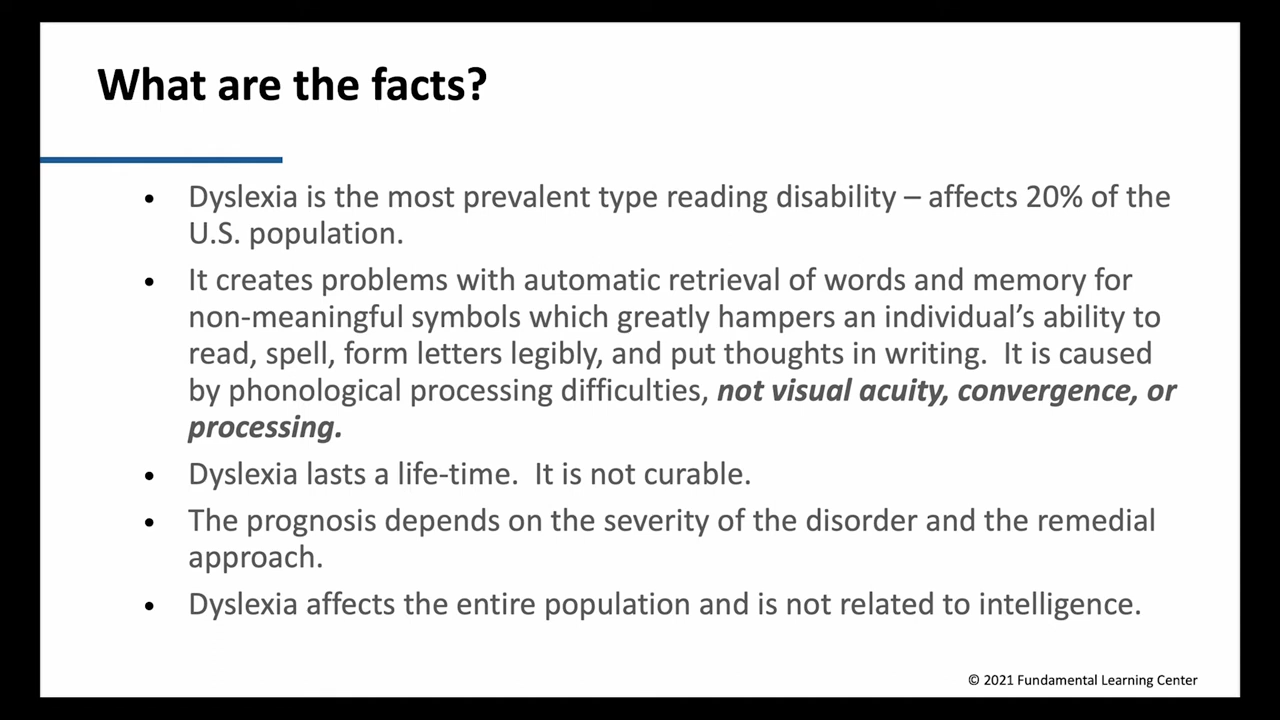 What are the facts?
• Dyslexia is the most prevalent type reading disability – affects 20% of the
U.S. population.
• It creates problems with automatic retrieval of words and memory for
non-meaningful symbols which greatly hampers an individual’s ability to
read, spell, form letters legibly, and put thoughts in writing.  It is caused
by phonological processing difficulties, not visual acuity, convergence, or
processing.
• Dyslexia lasts a life-time.  It is not curable.
• The prognosis depends on the severity of the disorder and the remedial
approach.
• Dyslexia affects the entire population and is not related to intelligence.
© 2021 Fundamental Learning Center